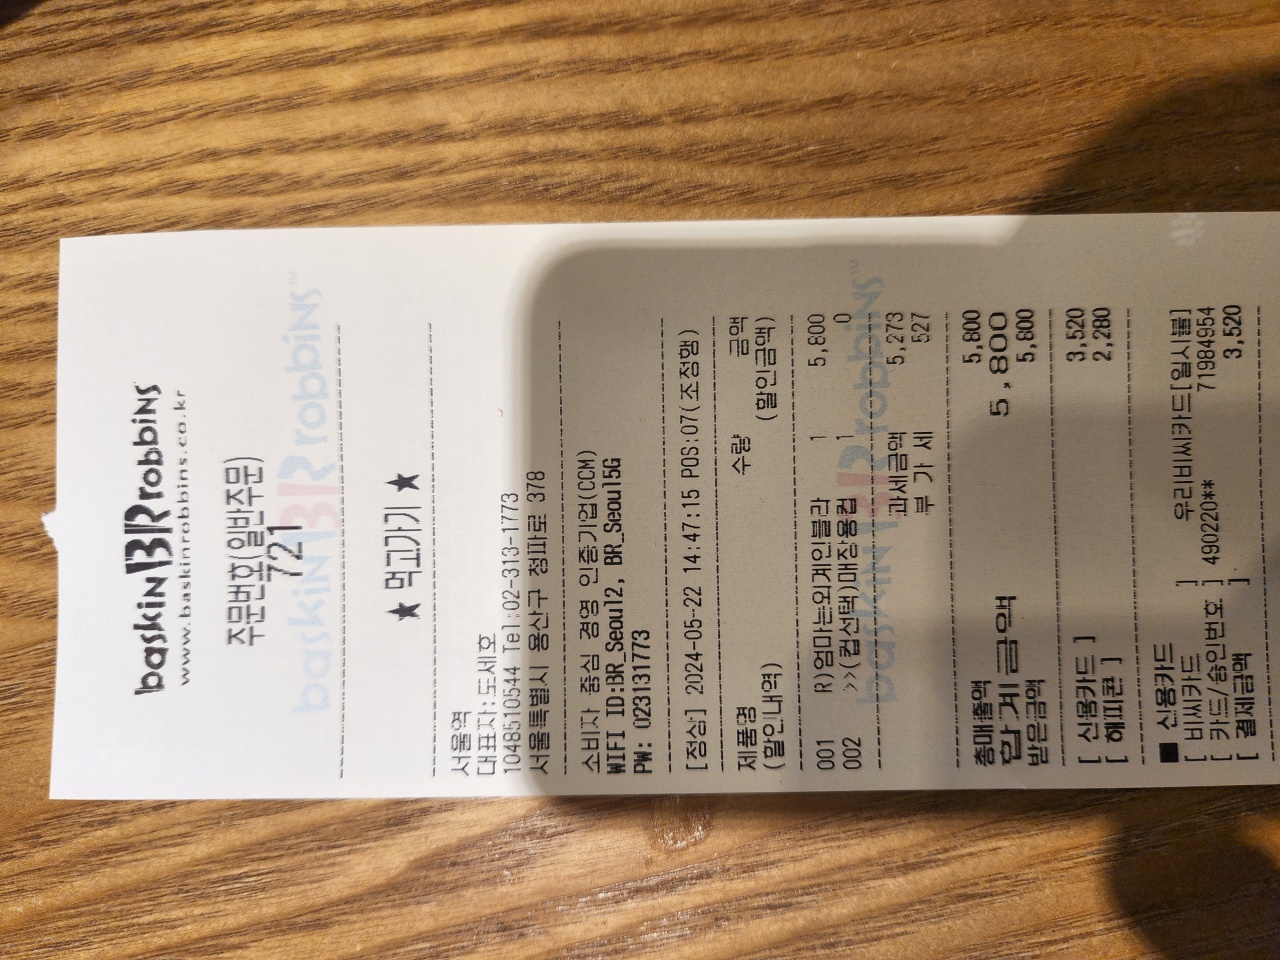 baskin BR robbins
www.baskinrobbins.co.kr
주문번호(일반주문)
721
baskin BR robbins™
★ 먹고가기 ★
서울역
대표자:도세호
1048510544 Tel:02-313-1773
서울특별시 용산구 청파로 378
소비자 중심 경영 인증기업(CCM)
WIFI ID:BR_Seoul2, BR_Seoul5G
PW: 023131773
[정상] 2024-05-22 14:47:15 POS:07(조정행)
제품명 수량 금액
(할인내역) (할인금액)
001 R)엄마는외계인블라 1 5,800
002 >>(컵선택)매장용컵 1 0
baskin BR robbins™
과세금액 5,273
부 가 세 527
총매출액 5,800
합계금액 5,800
받은금액 5,800
[ 신용카드 ] 3,520
[ 해피콘 ] 2,280
■ 신용카드
[ 비씨카드 ] 우리비씨카드[일시불]
[ 카드/승인번호 ] 490220** 71984954
[ 결제금액 ] 3,520